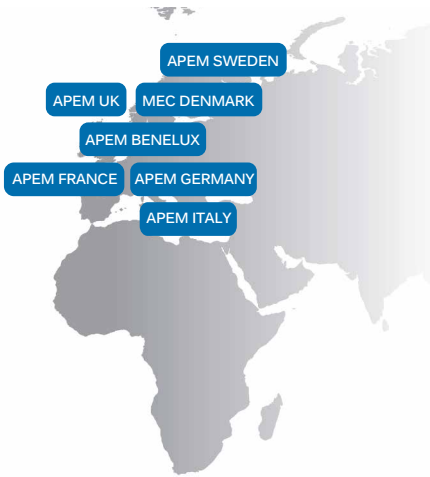 APEM SWEDEN
APEM UK
MEC DENMARK
APEM BENELUX
APEM FRANCE
APEM GERMANY
APEM ITALY